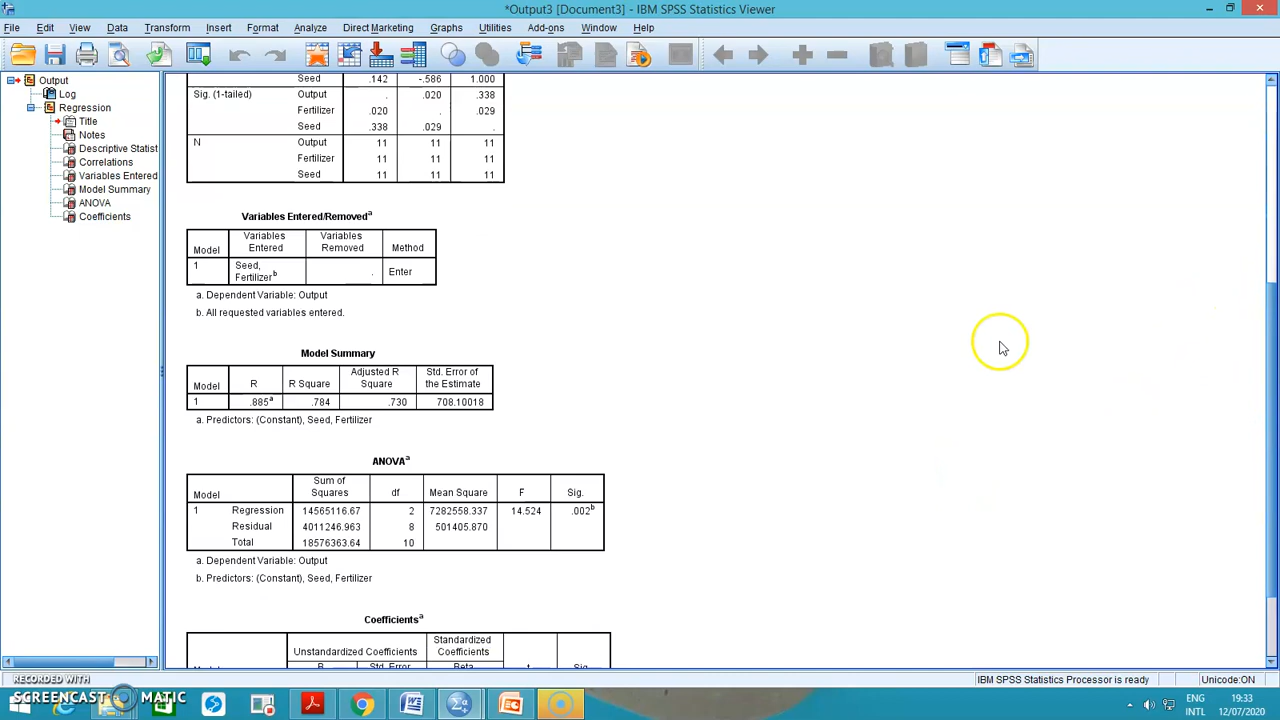 *Output3 [Document3] - IBM SPSS Statistics Viewer
File Edit View Data Transform Insert Format Analyze Direct Marketing Graphs Utilities Add-ons Window Help
Output
Log
Regression
Title
Notes
Descriptive Statist
Correlations
Variables Entered
Model Summary
ANOVA
Coefficients
Seed .142 -.586 1.000
Sig. (1-tailed) Output . .020 .338
Fertilizer .020 . .029
Seed .338 .029 .
N Output 11 11 11
Fertilizer 11 11 11
Seed 11 11 11
Variables Entered/Removed a
Model Variables Entered Variables Removed Method
1 Seed, Fertilizer b . Enter
a. Dependent Variable: Output
b. All requested variables entered.
Model Summary
Model R R Square Adjusted R Square Std. Error of the Estimate
1 .885a .784 .730 708.10018
a. Predictors: (Constant), Seed, Fertilizer
ANOVA a
Model Sum of Squares df Mean Square F Sig.
1 Regression 14565116.67 2 7282558.337 14.524 .002b
Residual 4011246.963 8 501405.870
Total 18576363.64 10
a. Dependent Variable: Output
b. Predictors: (Constant), Seed, Fertilizer
Coefficients a
Unstandardized Coefficients Standardized Coefficients
Model B Std. Error Beta t Sig.
IBM SPSS Statistics Processor is ready Unicode:ON
RECORDED WITH
SCREENCAST MATIC
ENG
INTL
19:33
12/07/2020